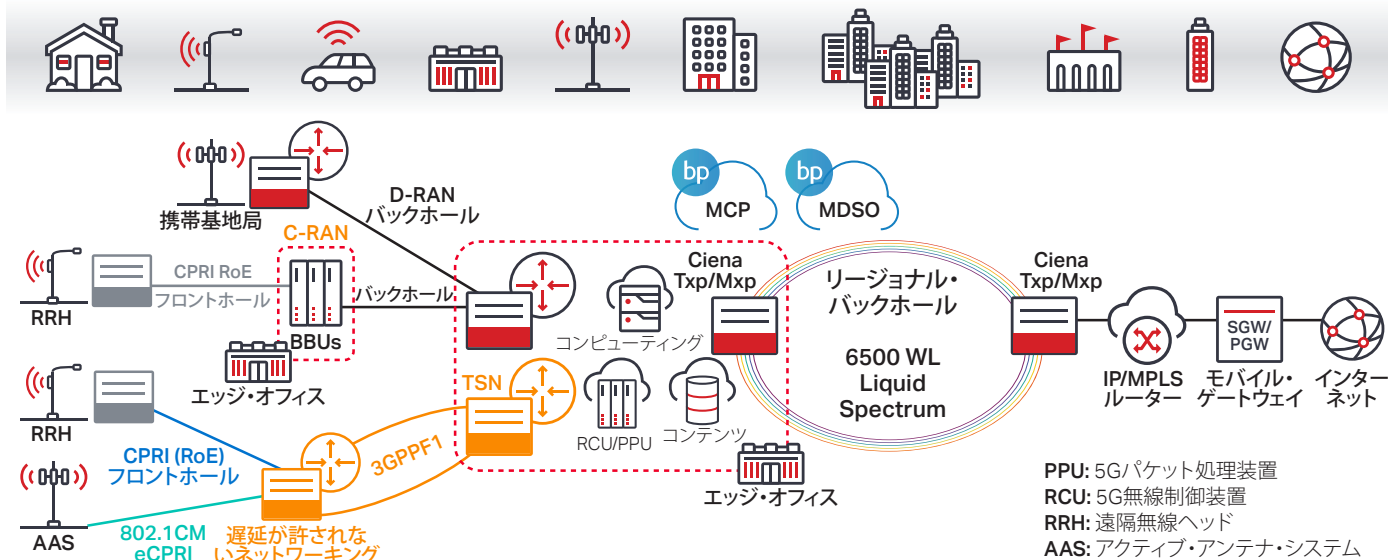 携帯基地局
D-RAN
バックホール
bp
MCP
bp
MDSO
C-RAN
RRH
CPRI RoE
フロントホール
BBUs
バックホール
エッジ・オフィス
コンピューティング
Ciena
Txp/Mxp
リージョナル・
バックホール
6500 WL
Liquid
Spectrum
Ciena
Txp/Mxp
IP/MPLS
ルーター
SGW/
PGW
モバイル・
ゲートウェイ
インター
ネット
RRH
CPRI (RoE)
フロントホール
3GPPF1
TSN
RCU/PPU
コンテンツ
エッジ・オフィス
AAS
802.1CM
eCPRI
遅延が許されな
いネットワーキング
PPU: 5Gパケット処理装置
RCU: 5G無線制御装置
RRH: 遠隔無線ヘッド
AAS: アクティブ・アンテナ・システム